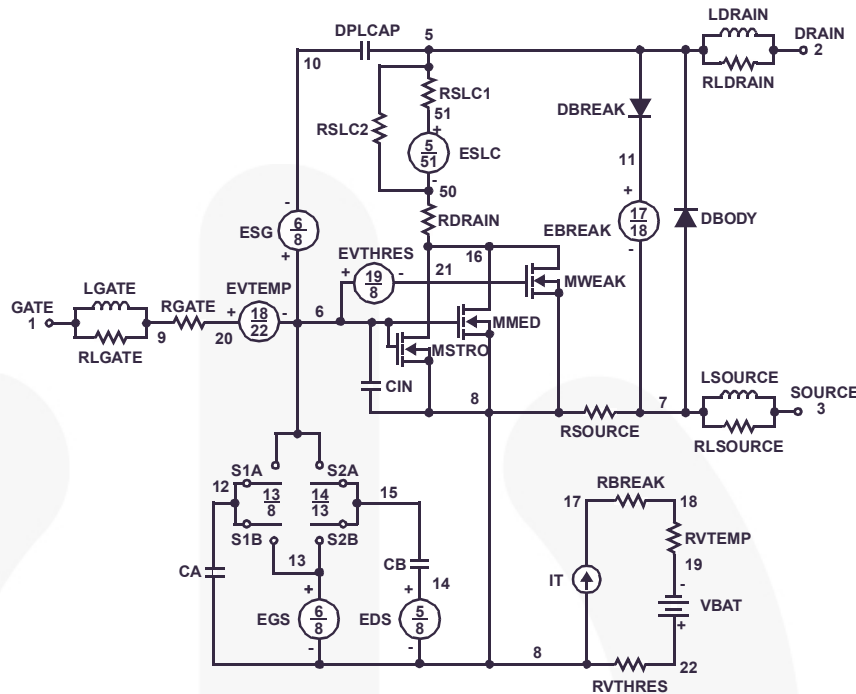 LDRAIN
DPLCAP 5 DRAIN
10 2
RLDRAIN
RSLC1
DBREAK
51
RSLC2
+
5
51
ESLC
11
-
50
-
+
RDRAIN
17
18
6
8
ESG
EBREAK
DBODY
+
EVTHRES
16
-
+ 19 - 21
8
MWEAK
LGATE
EVTEMP
GATE RGATE
1
+ 18 - 6
22
MMED
9 20
MSTRO
RLGATE
CIN
LSOURCE
8 7 SOURCE
3
RSOURCE
RLSOURCE
S1A S2A
12 13 14 15
8 13
RBREAK
17 18
S1B S2B
RVTEMP
13
CB
19
CA
IT
14
-
+ +
VBAT
6
8
5
8
EGS EDS
+
- -
8
22
RVTHRES